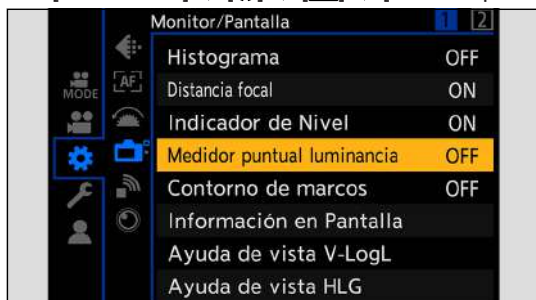 Monitor/Pantalla 1 2
Histograma OFF
Distancia focal ON
Indicador de Nivel ON
Medidor puntual luminancia OFF
Contorno de marcos OFF
Información en Pantalla
Ayuda de vista V-LogL
Ayuda de vista HLG
MODE
AF